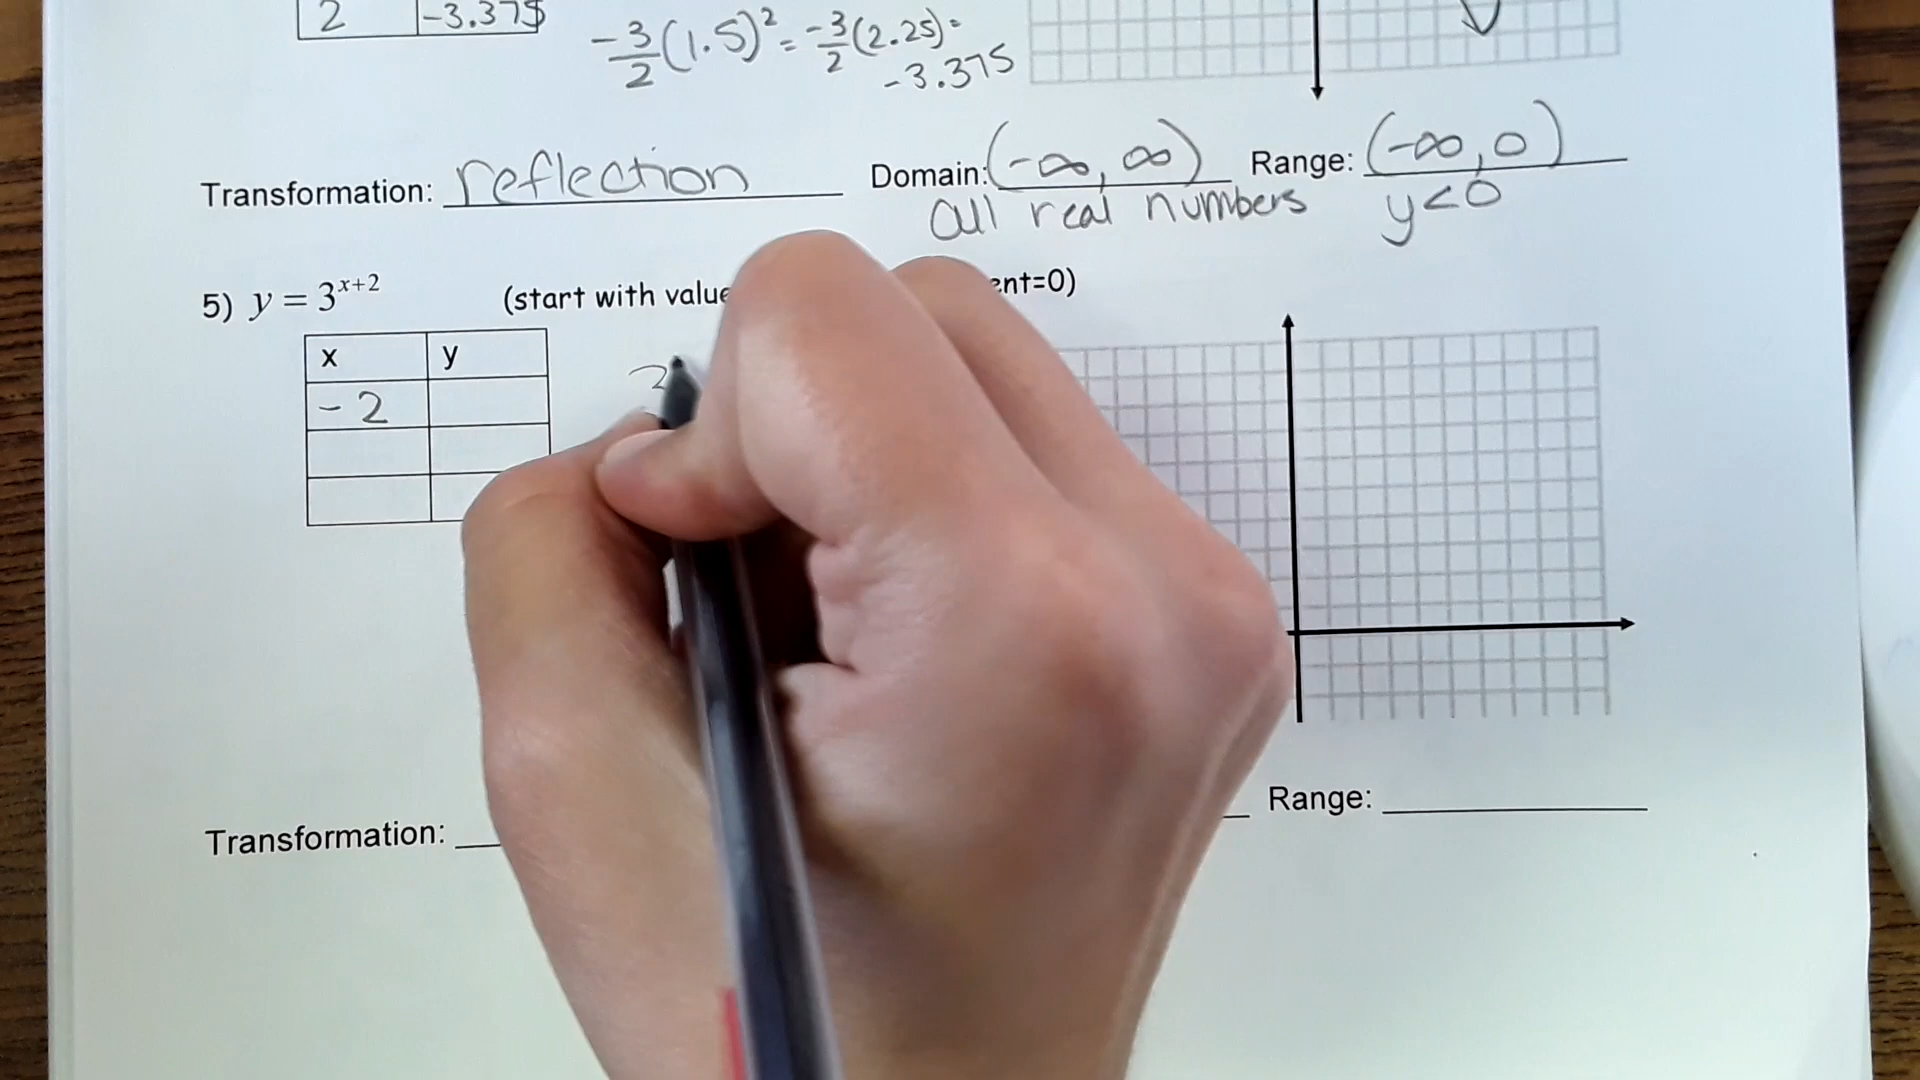 2 -3.375
-3/2(1.5)² = -3/2(2.25) =
-3.375
Transformation: reflection Domain: (-∞, ∞) Range: (-∞, 0)
all real numbers y<0
5) y = 3^{x+2} (start with value =0)
x y
-2
Transformation: Range: